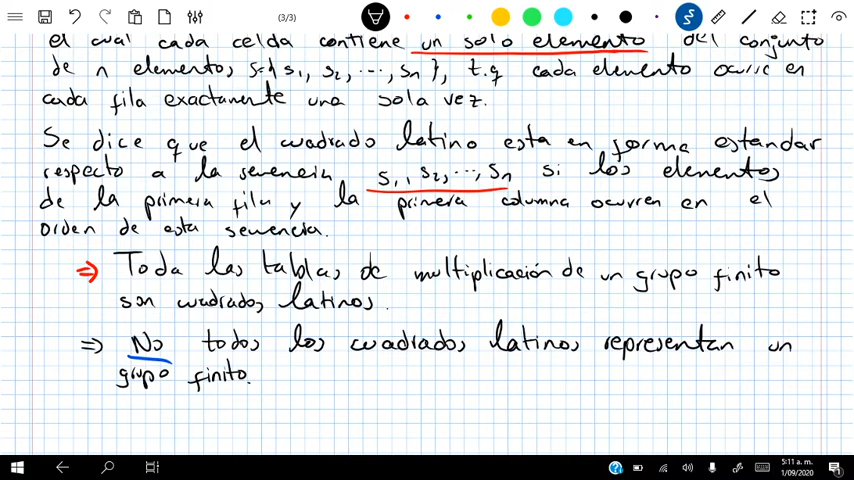 (3/3)
el cual cada celda contiene un solo elemento del conjunto
de n elementos, S={s1, s2, ..., sn}, t.q cada elemento ocurre en
cada fila exactamente una sola vez.
Se dice que el cuadrado latino esta en forma estandar
respecto a la secuencia s1, s2, ..., sn si los elementos
de la primera fila y la primera columna ocurren en el
orden de esta secuencia.
⇒ Toda las tablas de multiplicación de un grupo finito
son cuadrados latinos.
⇒ No todos los cuadrados latinos representan un
grupo finito.
5:11 a. m.
1/09/2020